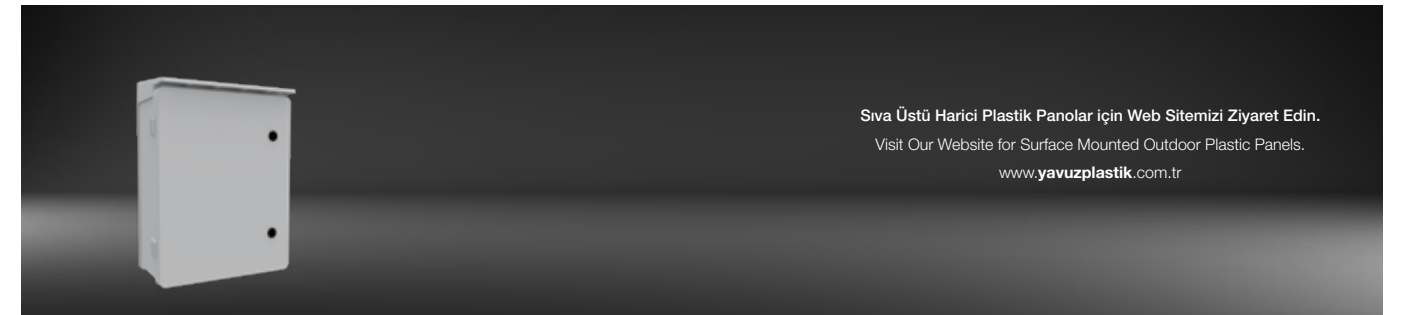 Sıva Üstü Harici Plastik Panolar için Web Sitemizi Ziyaret Edin.
Visit Our Website for Surface Mounted Outdoor Plastic Panels.
www.yavuzplastik.com.tr